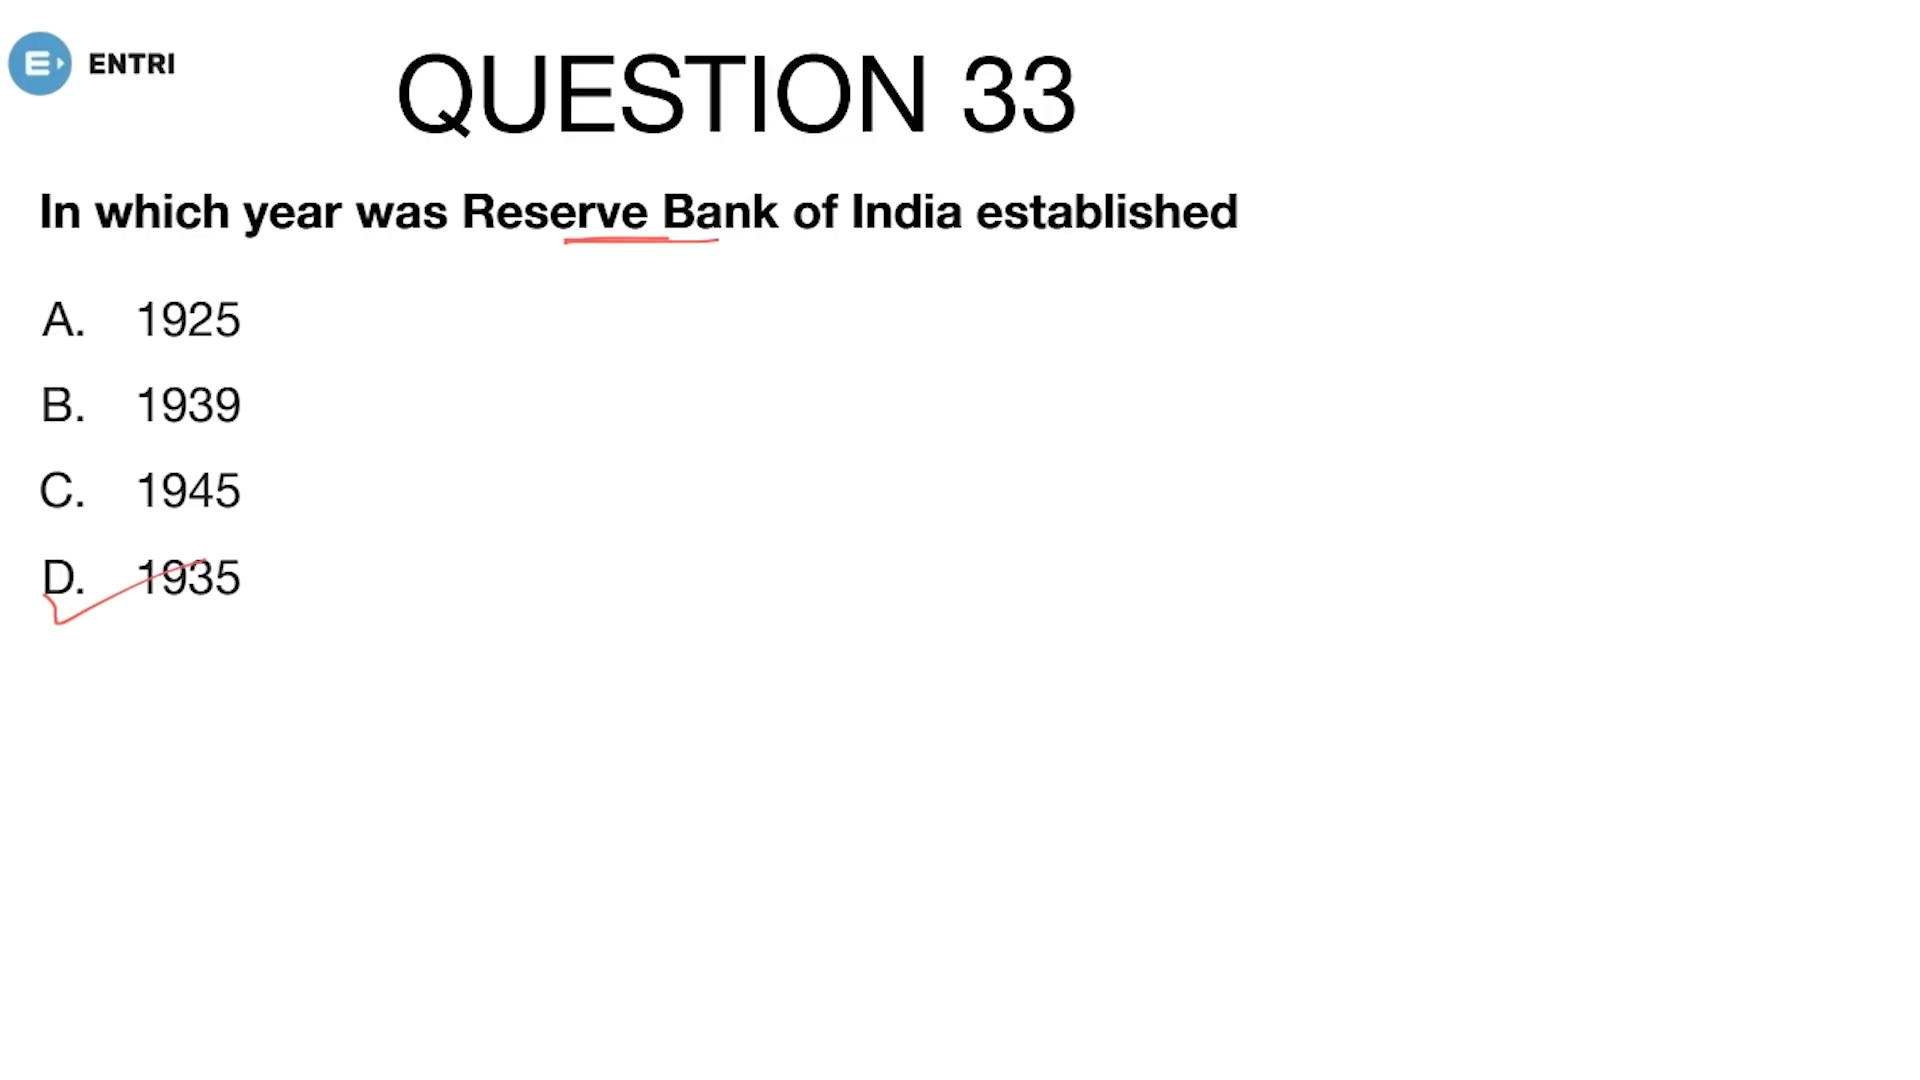 ENTRI
QUESTION 33
In which year was Reserve Bank of India established
A. 1925
B. 1939
C. 1945
D. 1935